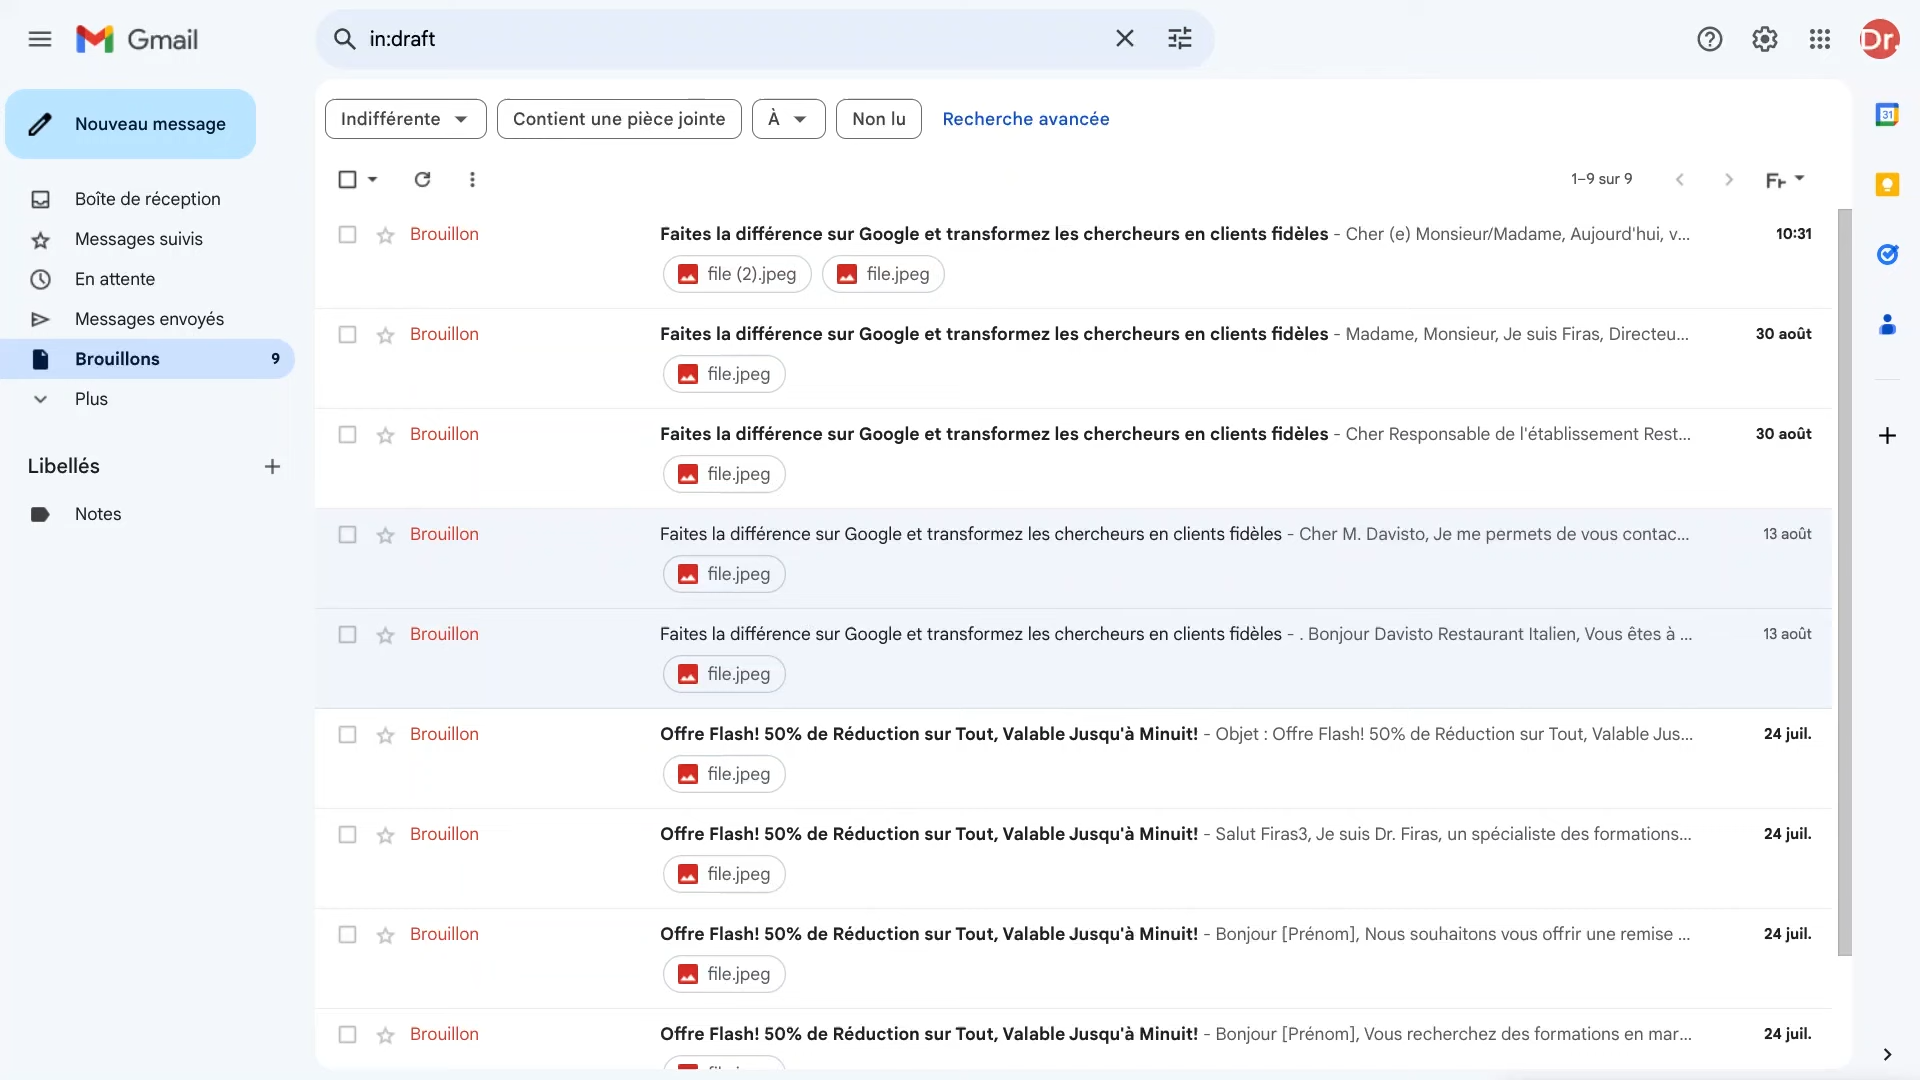 Gmail
in:draft
Dr.
Nouveau message
Indifférente
Contient une pièce jointe
À
Non lu
Recherche avancée
31
1–9 sur 9
Boîte de réception
Messages suivis
En attente
Messages envoyés
Brouillons 9
Plus
Libellés
Notes
Brouillon Faites la différence sur Google et transformez les chercheurs en clients fidèles - Cher (e) Monsieur/Madame, Aujourd'hui, v... 10:31
file (2).jpeg file.jpeg
Brouillon Faites la différence sur Google et transformez les chercheurs en clients fidèles - Madame, Monsieur, Je suis Firas, Directeu... 30 août
file.jpeg
Brouillon Faites la différence sur Google et transformez les chercheurs en clients fidèles - Cher Responsable de l'établissement Rest... 30 août
file.jpeg
Brouillon Faites la différence sur Google et transformez les chercheurs en clients fidèles - Cher M. Davisto, Je me permets de vous contac... 13 août
file.jpeg
Brouillon Faites la différence sur Google et transformez les chercheurs en clients fidèles - . Bonjour Davisto Restaurant Italien, Vous êtes à ... 13 août
file.jpeg
Brouillon Offre Flash! 50% de Réduction sur Tout, Valable Jusqu'à Minuit! - Objet : Offre Flash! 50% de Réduction sur Tout, Valable Jus... 24 juil.
file.jpeg
Brouillon Offre Flash! 50% de Réduction sur Tout, Valable Jusqu'à Minuit! - Salut Firas3, Je suis Dr. Firas, un spécialiste des formations... 24 juil.
file.jpeg
Brouillon Offre Flash! 50% de Réduction sur Tout, Valable Jusqu'à Minuit! - Bonjour [Prénom], Nous souhaitons vous offrir une remise ... 24 juil.
file.jpeg
Brouillon Offre Flash! 50% de Réduction sur Tout, Valable Jusqu'à Minuit! - Bonjour [Prénom], Vous recherchez des formations en mar... 24 juil.